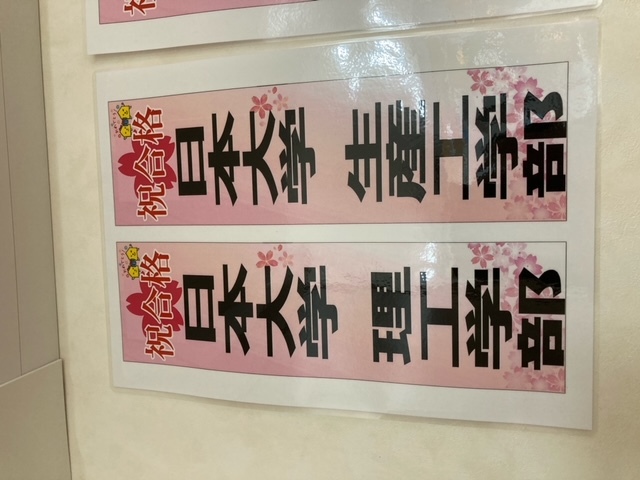 祝合格
日本大学 生産工学部
祝合格
日本大学 理工学部